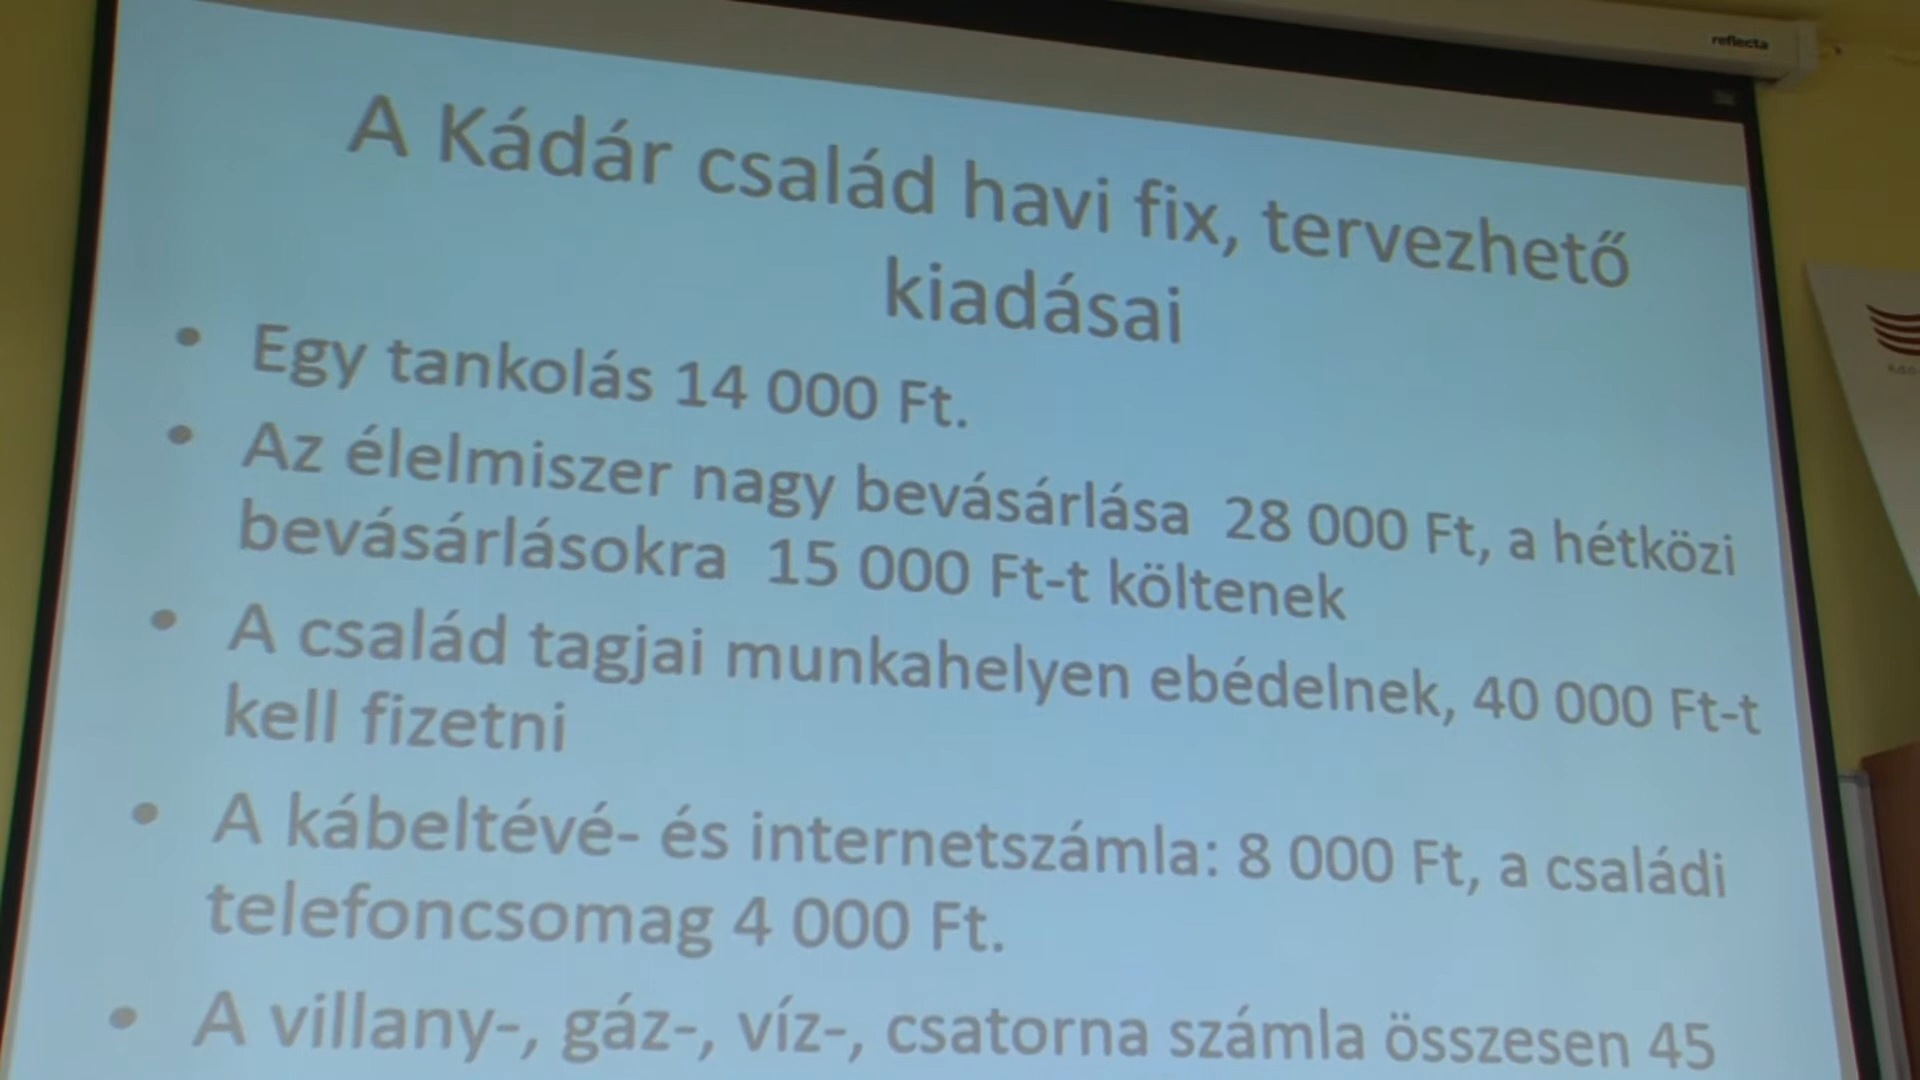 reflecta
A Kádár család havi fix, tervezhető
kiadásai
• Egy tankolás 14 000 Ft.
• Az élelmiszer nagy bevásárlása 28 000 Ft, a hétközi
bevásárlásokra 15 000 Ft-t költenek
• A család tagjai munkahelyen ebédelnek, 40 000 Ft-t
kell fizetni
• A kábeltévé- és internetszámla: 8 000 Ft, a családi
telefoncsomag 4 000 Ft.
• A villany-, gáz-, víz-, csatorna számla összesen 45